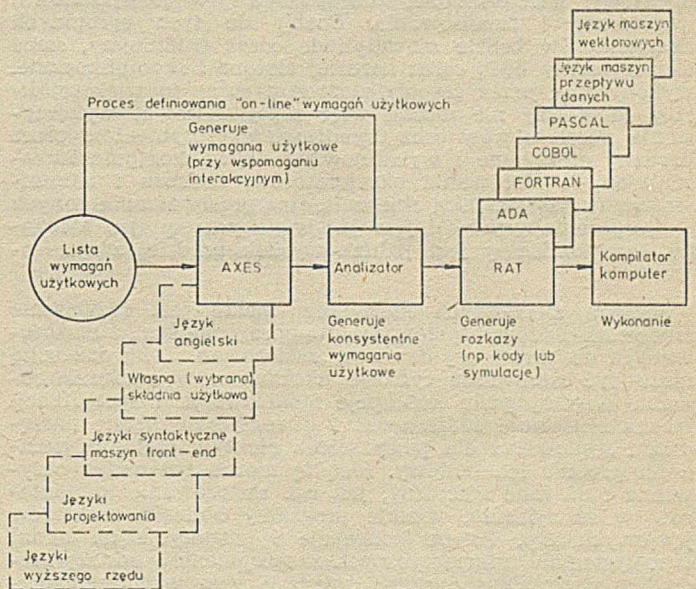 Język maszyn
wektorowych
Język maszyn
przepływu
danych
PASCAL
COBOL
FORTRAN
ADA
Proces definiowania "on-line" wymagań użytkowych
Generuje
wymagania użytkowe
(przy wspomaganiu
interakcyjnym)
Lista
wymagań
użytkowych
AXES
Analizator
RAT
Kompilator
komputer
Generuje
konsystentne
wymagania
użytkowe
Generuje
rozkazy
(np. kody lub
symulacje)
Wykonanie
Język
angielski
Własna (wybrana)
składnia użytkowa
Języki syntaktyczne
maszyn front-end
Języki
projektowania
Języki
wyższego rzędu